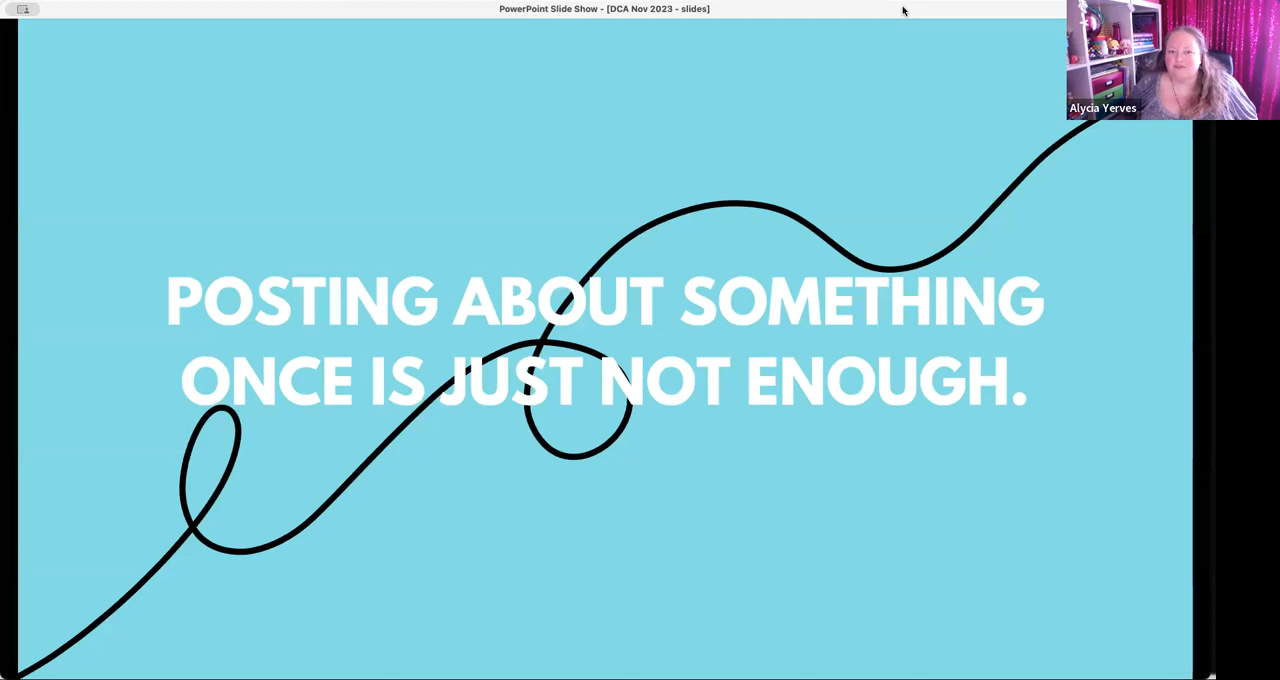 PowerPoint Slide Show - [DCA Nov 2023 - slides]
Alycia Yerves
POSTING ABOUT SOMETHING
ONCE IS JUST NOT ENOUGH.